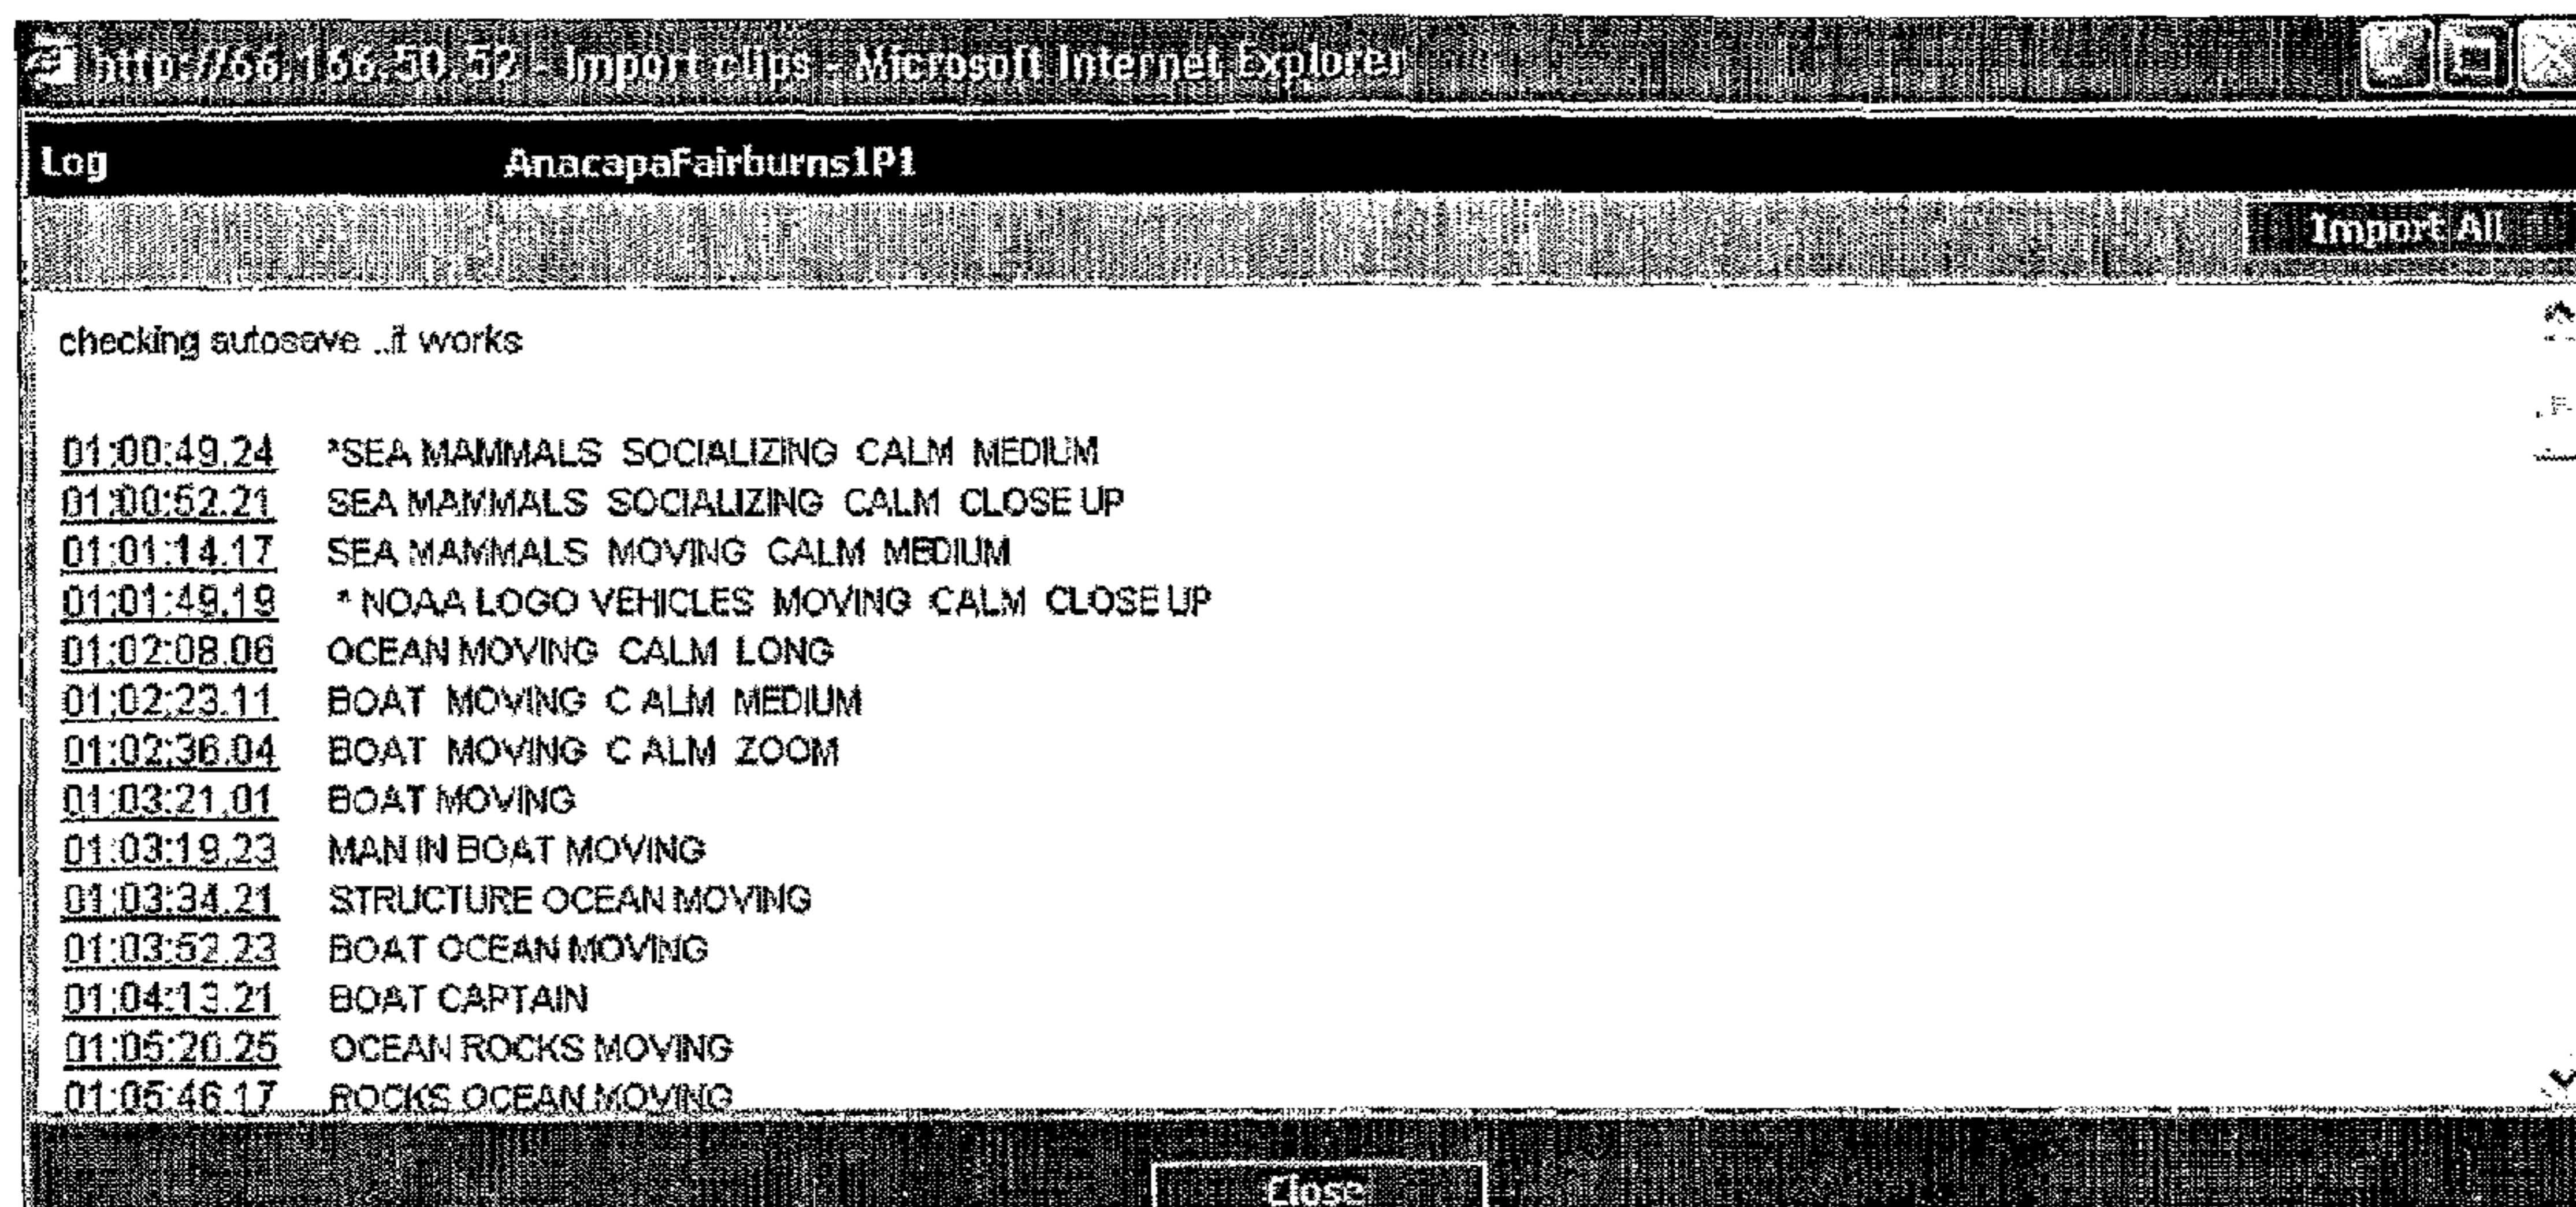 http://66.166.50.52 - Import clips - Microsoft Internet Explorer
Log AnacapaFairburns1P1
Import All
checking autosave ..it works
01:00:49.24 *SEA MAMMALS SOCIALIZING CALM MEDIUM
01:00:52.21 SEA MAMMALS SOCIALIZING CALM CLOSE UP
01:01:14.17 SEA MAMMALS MOVING CALM MEDIUM
01:01:49.19 * NOAA LOGO VEHICLES MOVING CALM CLOSE UP
01:02:08.06 OCEAN MOVING CALM LONG
01:02:23.11 BOAT MOVING C ALM MEDIUM
01:02:36.04 BOAT MOVING C ALM ZOOM
01:03:21.01 BOAT MOVING
01:03:19.23 MAN IN BOAT MOVING
01:03:34.21 STRUCTURE OCEAN MOVING
01:03:52.23 BOAT OCEAN MOVING
01:04:13.21 BOAT CAPTAIN
01:05:20.25 OCEAN ROCKS MOVING
01:05:46.17 ROCKS OCEAN MOVING
Close